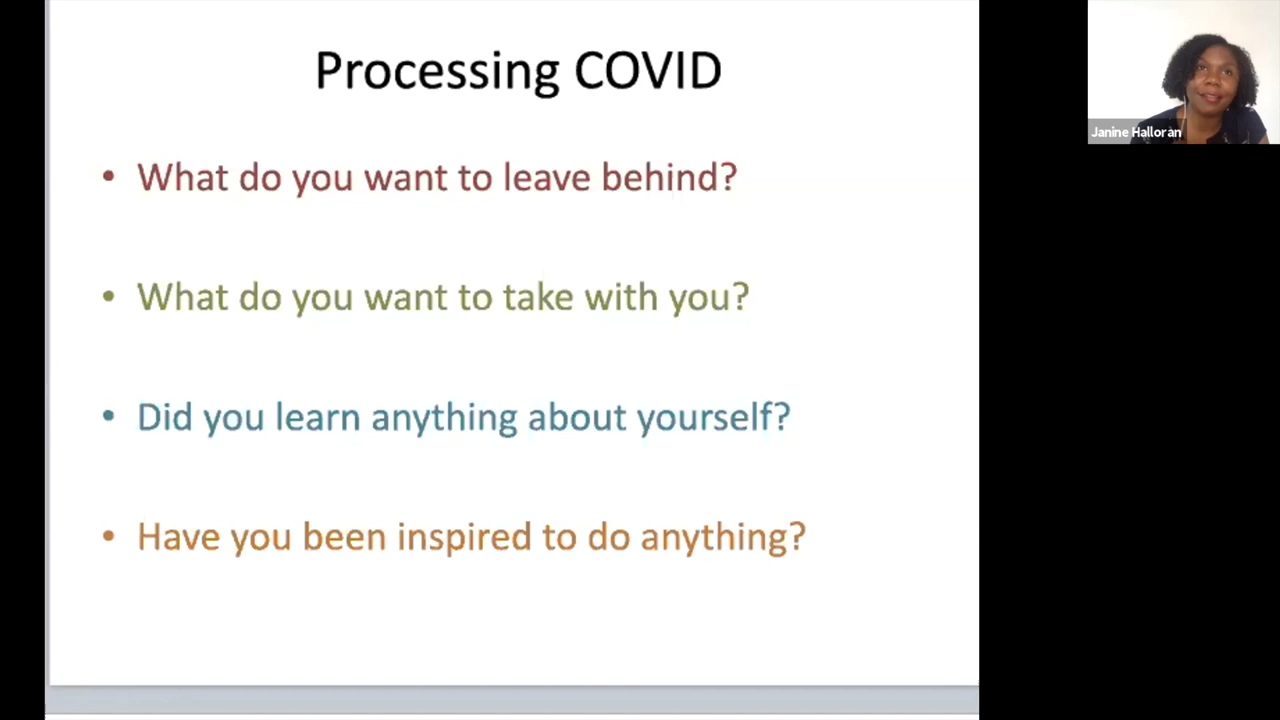 Processing COVID
• What do you want to leave behind?
• What do you want to take with you?
• Did you learn anything about yourself?
• Have you been inspired to do anything?
Janine Halloran